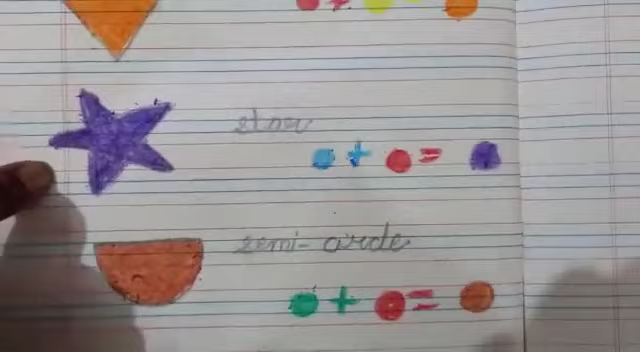 +
star
+ =
semi-circle
+ =